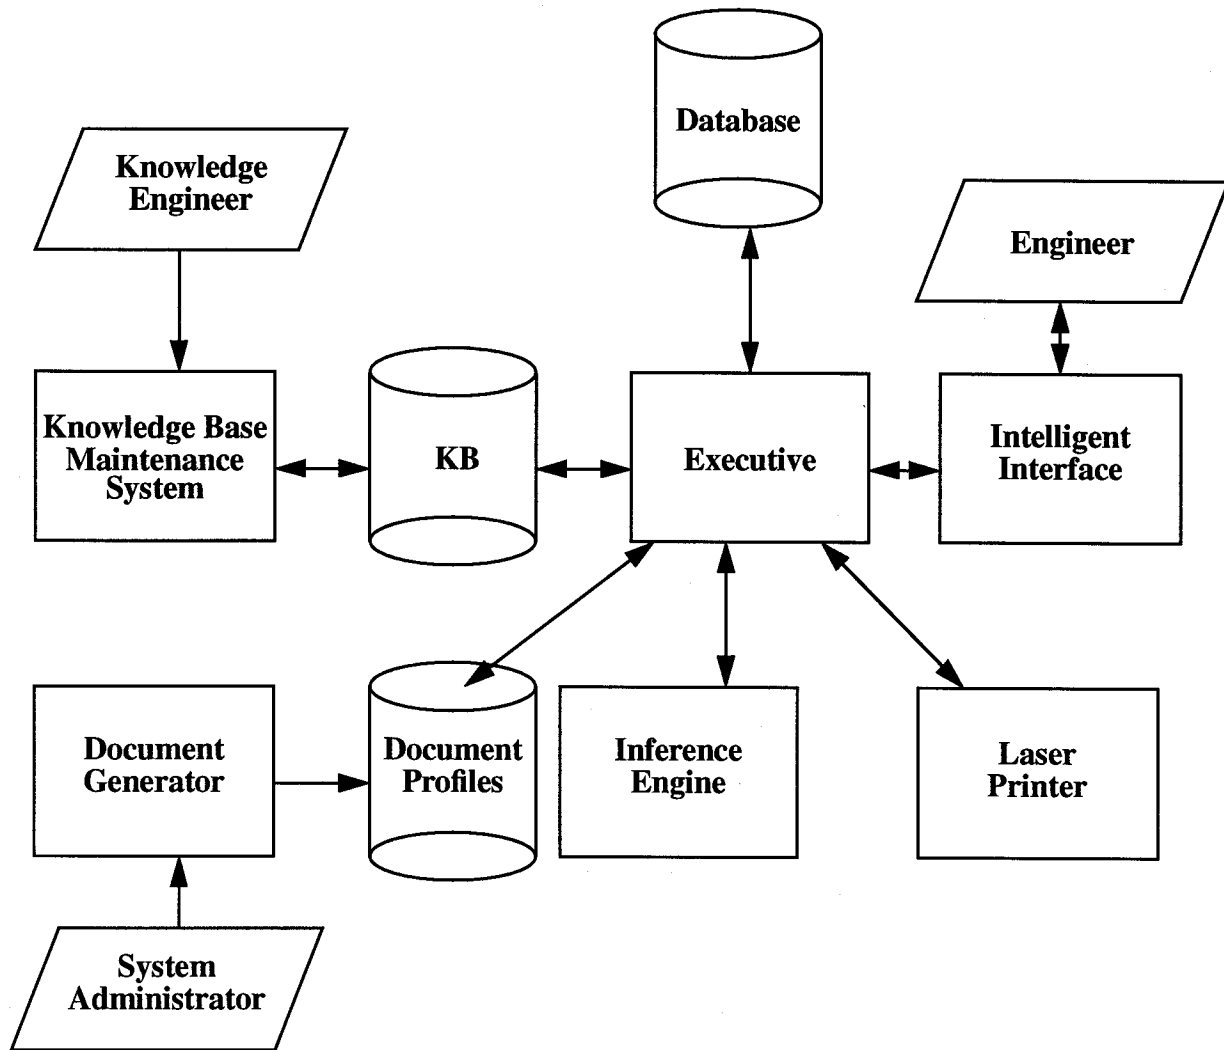 Database
Knowledge
Engineer
Engineer
Knowledge Base
Maintenance
System
KB
Executive
Intelligent
Interface
Document
Generator
Document
Profiles
Inference
Engine
Laser
Printer
System
Administrator